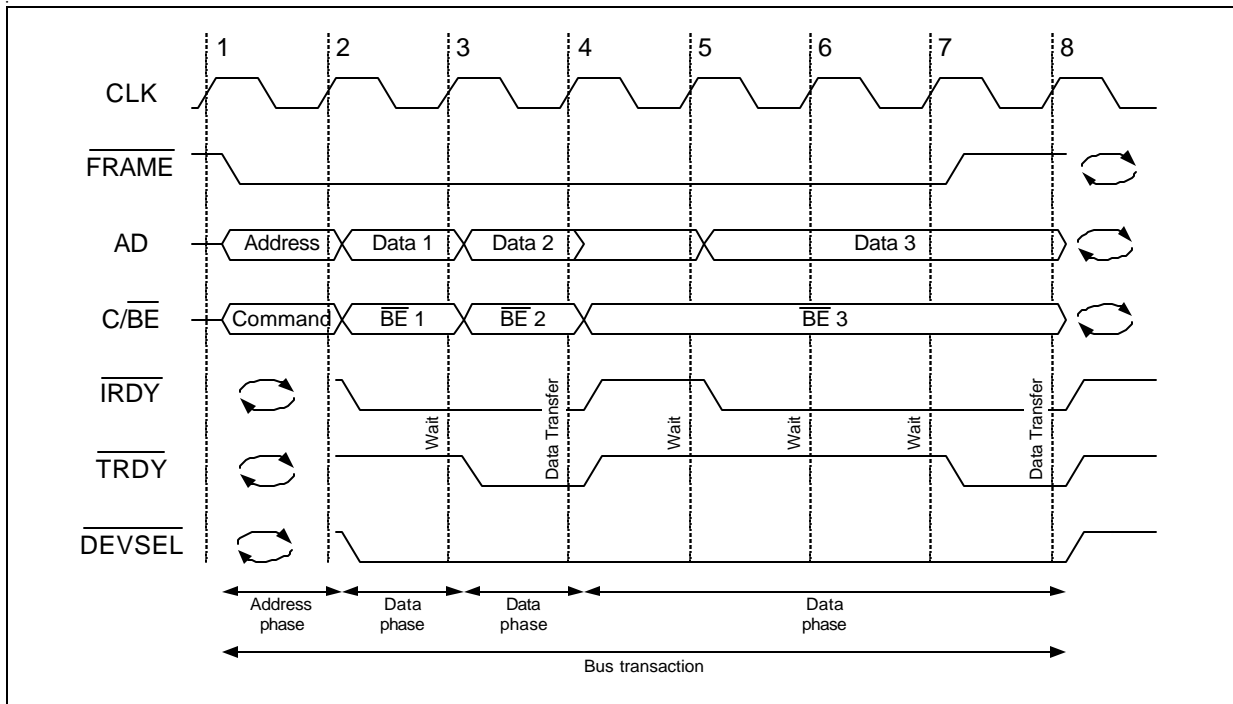 1 2 3 4 5 6 7 8
CLK
FRAME
AD
Address Data 1 Data 2 Data 3
C/BE
Command BE 1 BE 2 BE 3
IRDY
Wait
Data Transfer
Wait
Wait
Wait
Data Transfer
TRDY
DEVSEL
Address
phase
Data
phase
Data
phase
Data
phase
Bus transaction